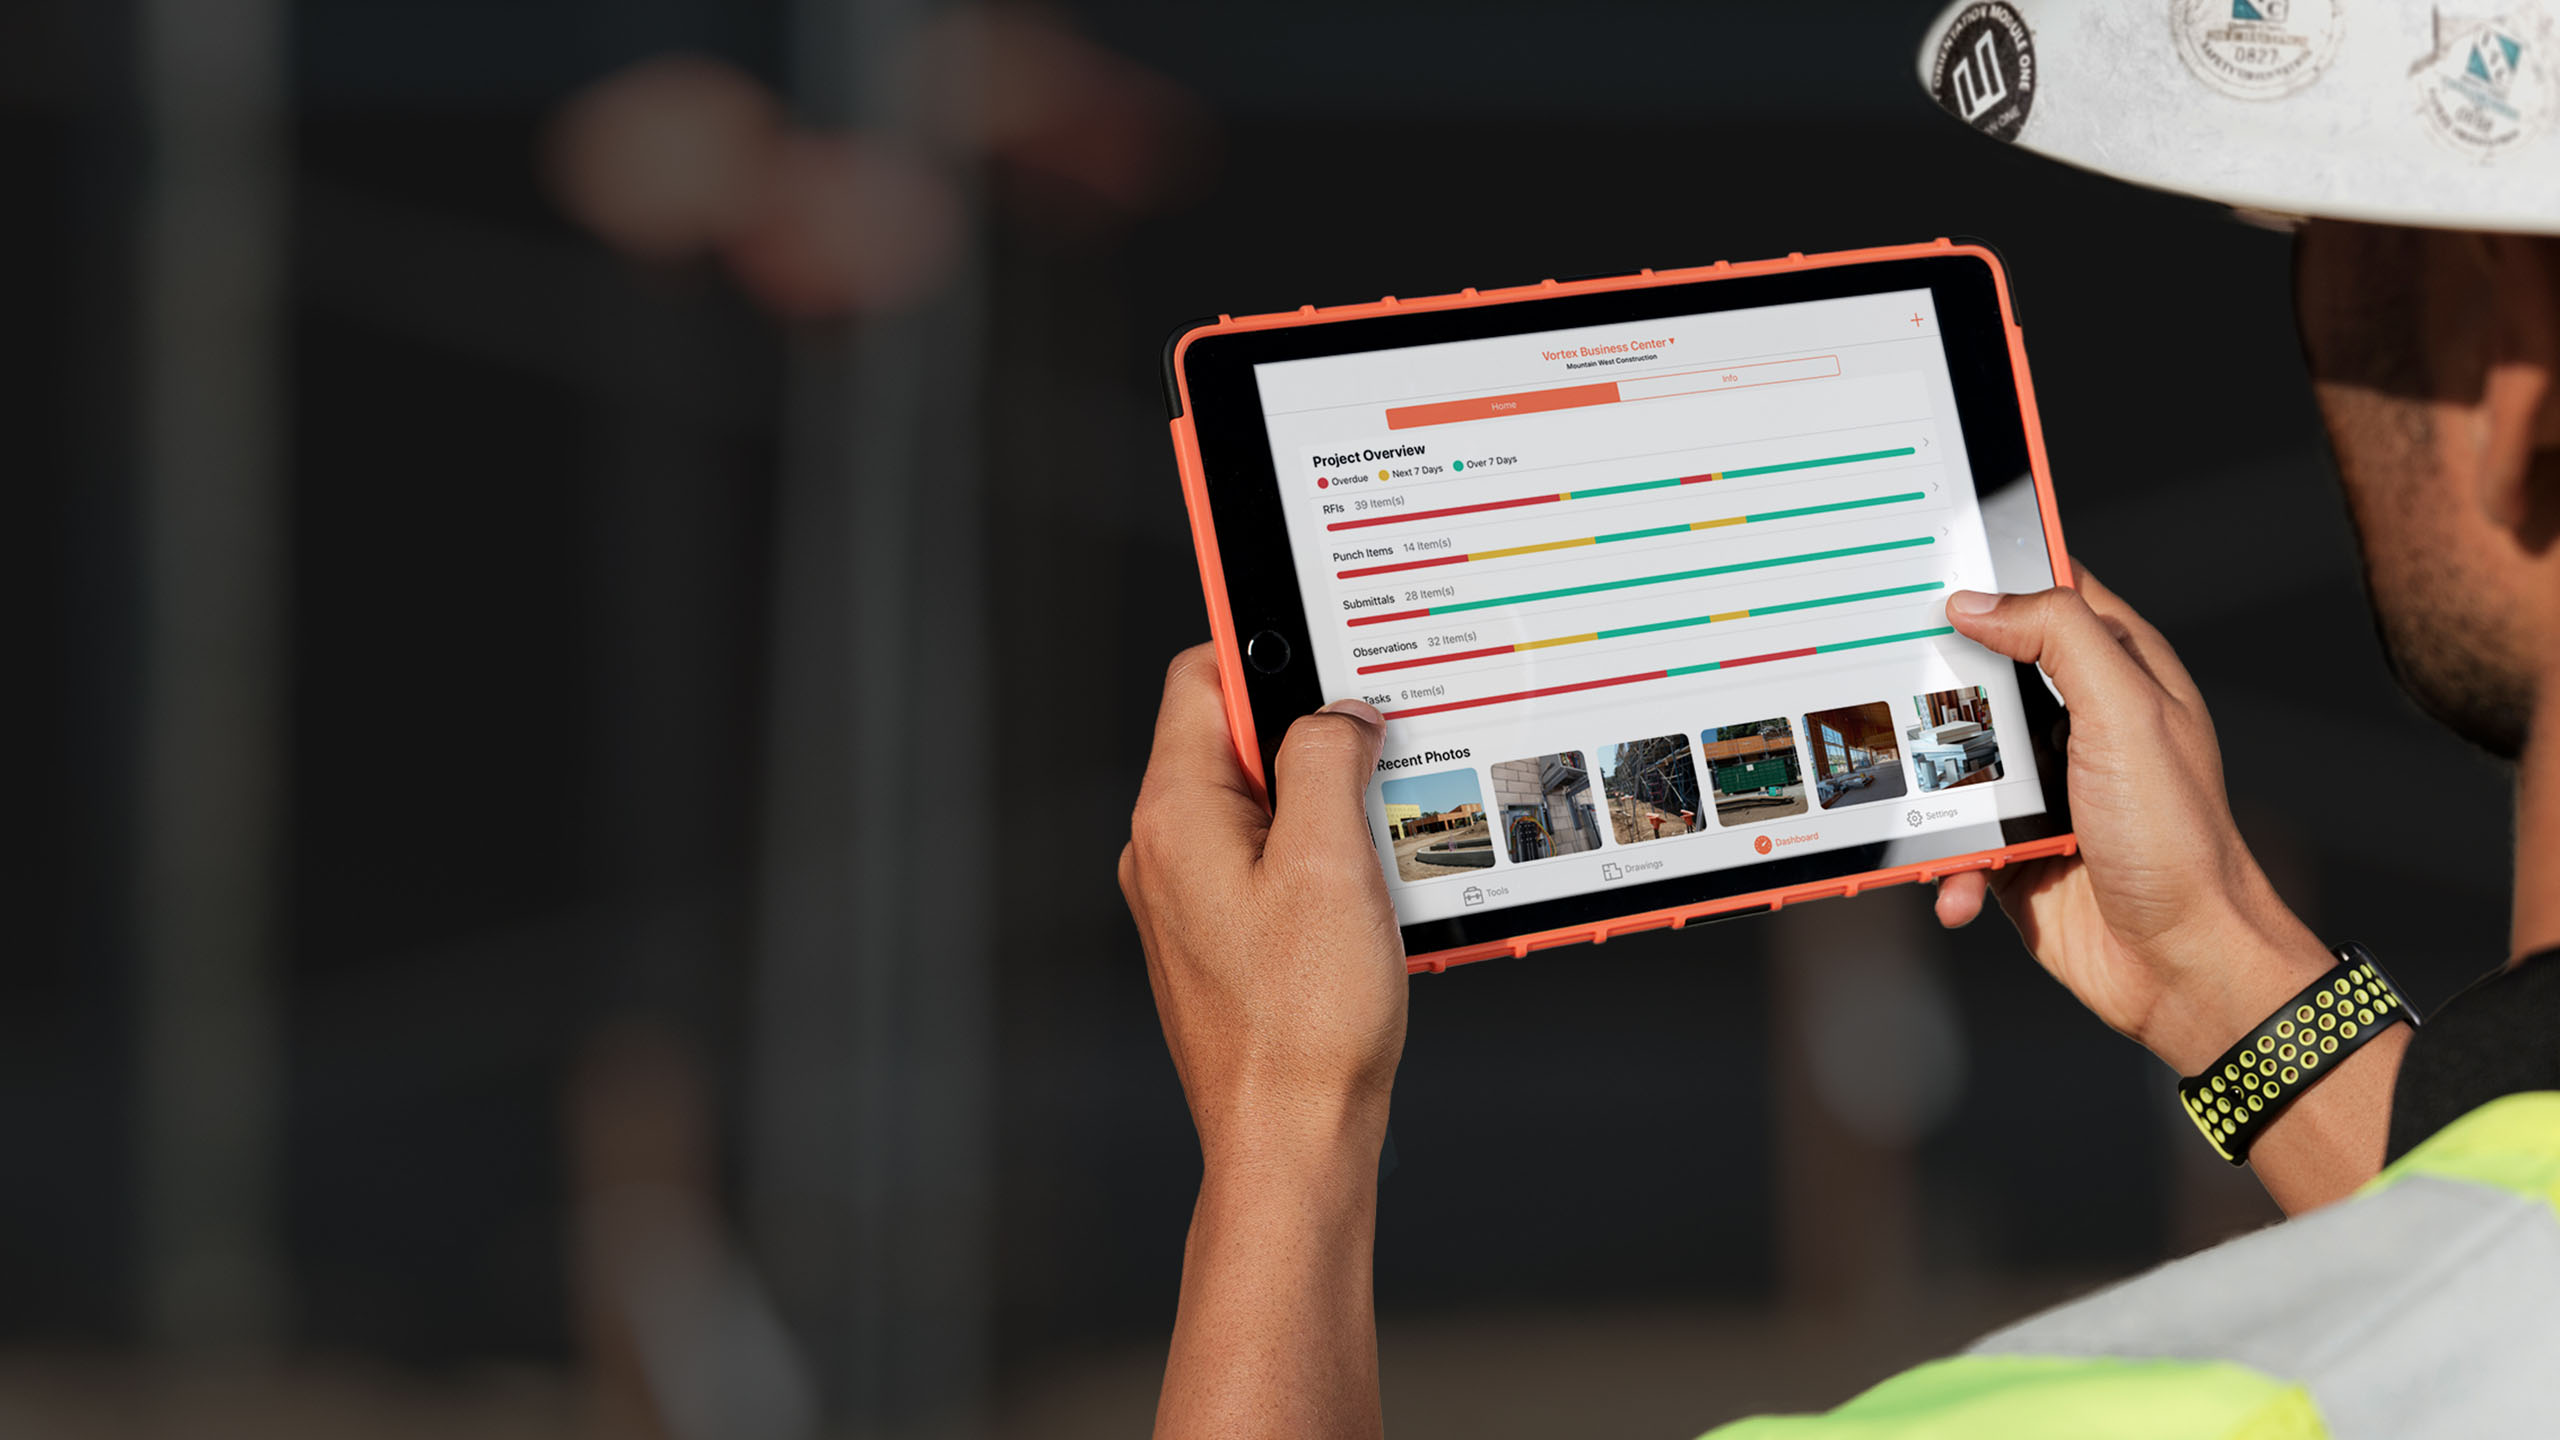 ORIENTATION MODULE ONE
0827
SAFETY ORIENTATION
Vortex Business Center ▾
Mountain West Construction
+
Home
Info
Project Overview
Overdue
Next 7 Days
Over 7 Days
RFIs 39 Item(s)
Punch Items 14 Item(s)
Submittals 28 Item(s)
Observations 32 Item(s)
Tasks 6 Item(s)
Recent Photos
Tools
Drawings
Dashboard
Settings